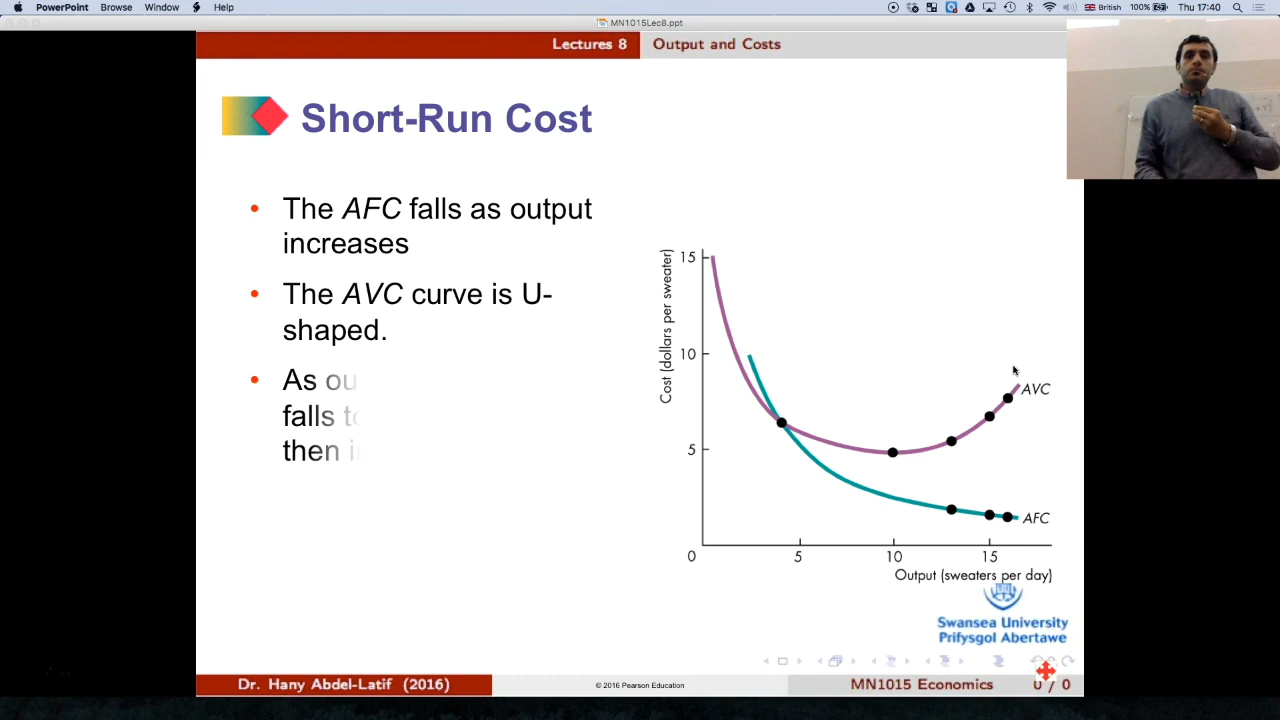 PowerPoint Browse Window Help British 100% Thu 17:40
MN1015Lec8.ppt
Lectures 8 Output and Costs
Short-Run Cost
• The AFC falls as output
increases
• The AVC curve is U-
shaped.
• As ou
falls to
then i
Cost (dollars per sweater)
15
10
5
0
5 10 15
AVC
AFC
Output (sweaters per day)
Swansea University
Prifysgol Abertawe
Dr. Hany Abdel-Latif (2016) © 2016 Pearson Education MN1015 Economics 0 / 0